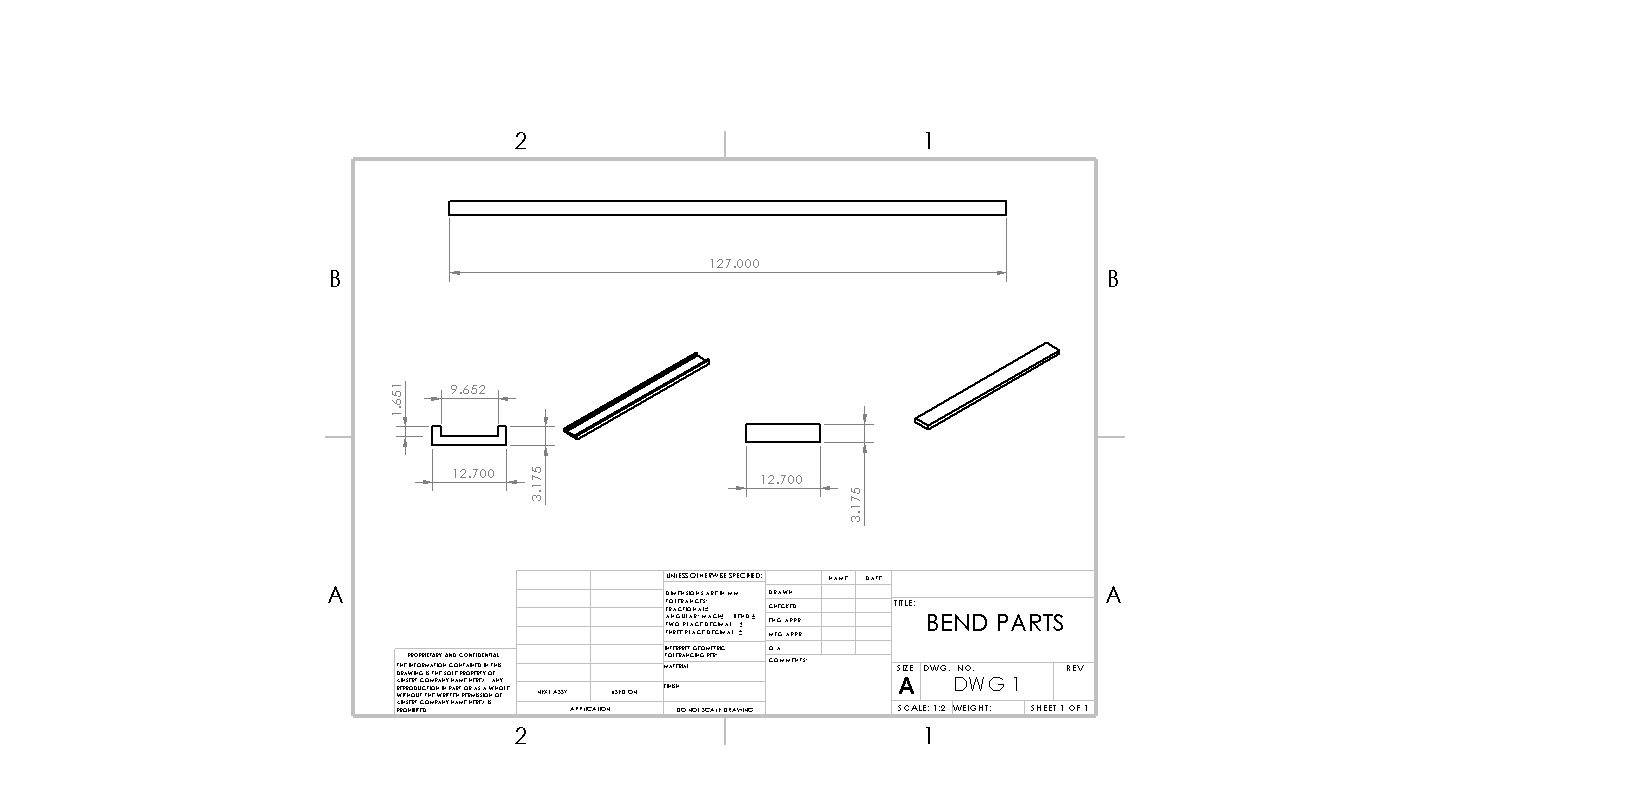 2 1
B B
127.000
1.651
9.652
12.700
3.175
12.700
3.175
A A
UNLESS OTHERWISE SPECIFIED:
DIMENSIONS ARE IN MM
TOLERANCES:
FRACTIONAL ±
ANGULAR: MACH ± BEND ±
TWO PLACE DECIMAL ±
THREE PLACE DECIMAL ±
INTERPRET GEOMETRIC
TOLERANCING PER:
MATERIAL
FINISH
DO NOT SCALE DRAWING
NAME DATE
DRAWN
CHECKED
ENG APPR.
MFG APPR.
Q.A.
COMMENTS:
TITLE:
BEND PARTS
SIZE DWG. NO. REV
A DWG 1
SCALE: 1:2 WEIGHT: SHEET 1 OF 1
PROPRIETARY AND CONFIDENTIAL
THE INFORMATION CONTAINED IN THIS
DRAWING IS THE SOLE PROPERTY OF
<INSERT COMPANY NAME HERE>. ANY
REPRODUCTION IN PART OR AS A WHOLE
WITHOUT THE WRITTEN PERMISSION OF
<INSERT COMPANY NAME HERE> IS
PROHIBITED.
NEXT ASSY USED ON
APPLICATION
2 1